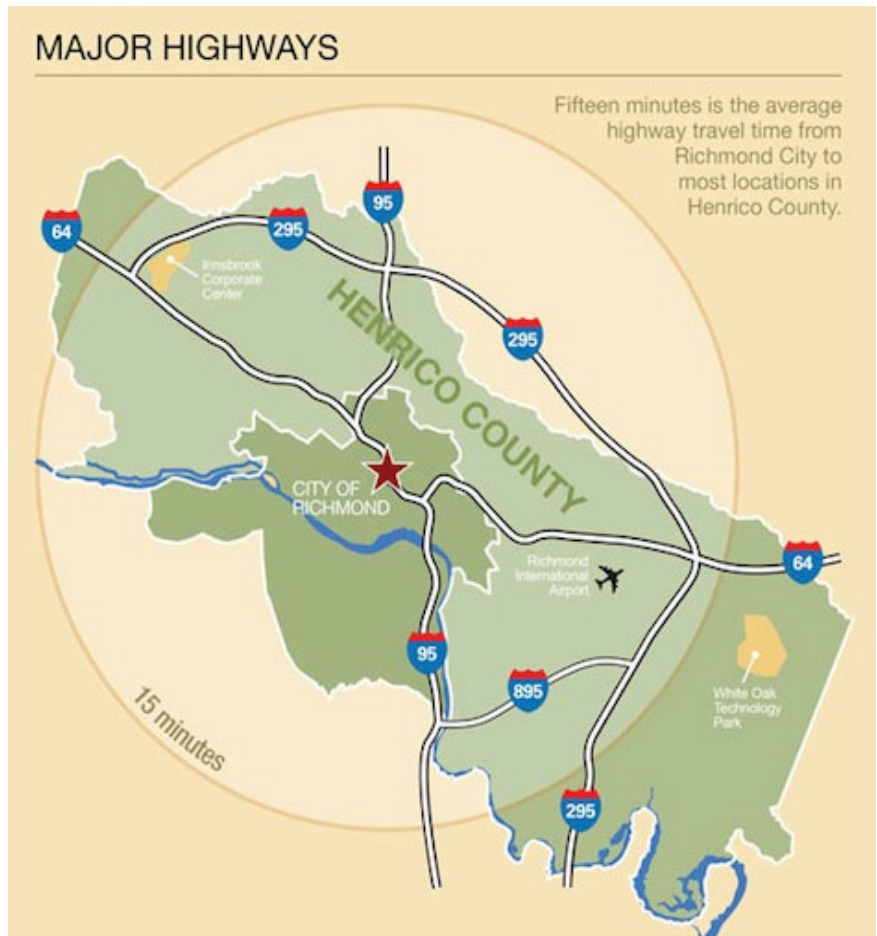 MAJOR HIGHWAYS
Fifteen minutes is the average
highway travel time from
Richmond City to
most locations in
Henrico County.
95
64
295
Innsbrook
Corporate
Center
295
HENRICO COUNTY
CITY OF
RICHMOND
Richmond
International
Airport
64
95
895
White Oak
Technology
Park
15 minutes
295